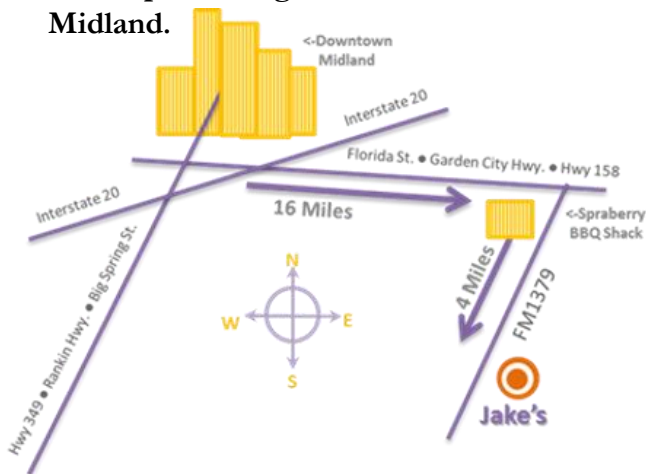 Midland.
<-Downtown
Midland
Interstate 20
Florida St. ● Garden City Hwy. ● Hwy 158
Interstate 20
16 Miles
<-Spraberry
BBQ Shack
Hwy 349 ● Rankin Hwy. ● Big Spring St.
4 Miles
FM1379
N
W
E
S
Jake's